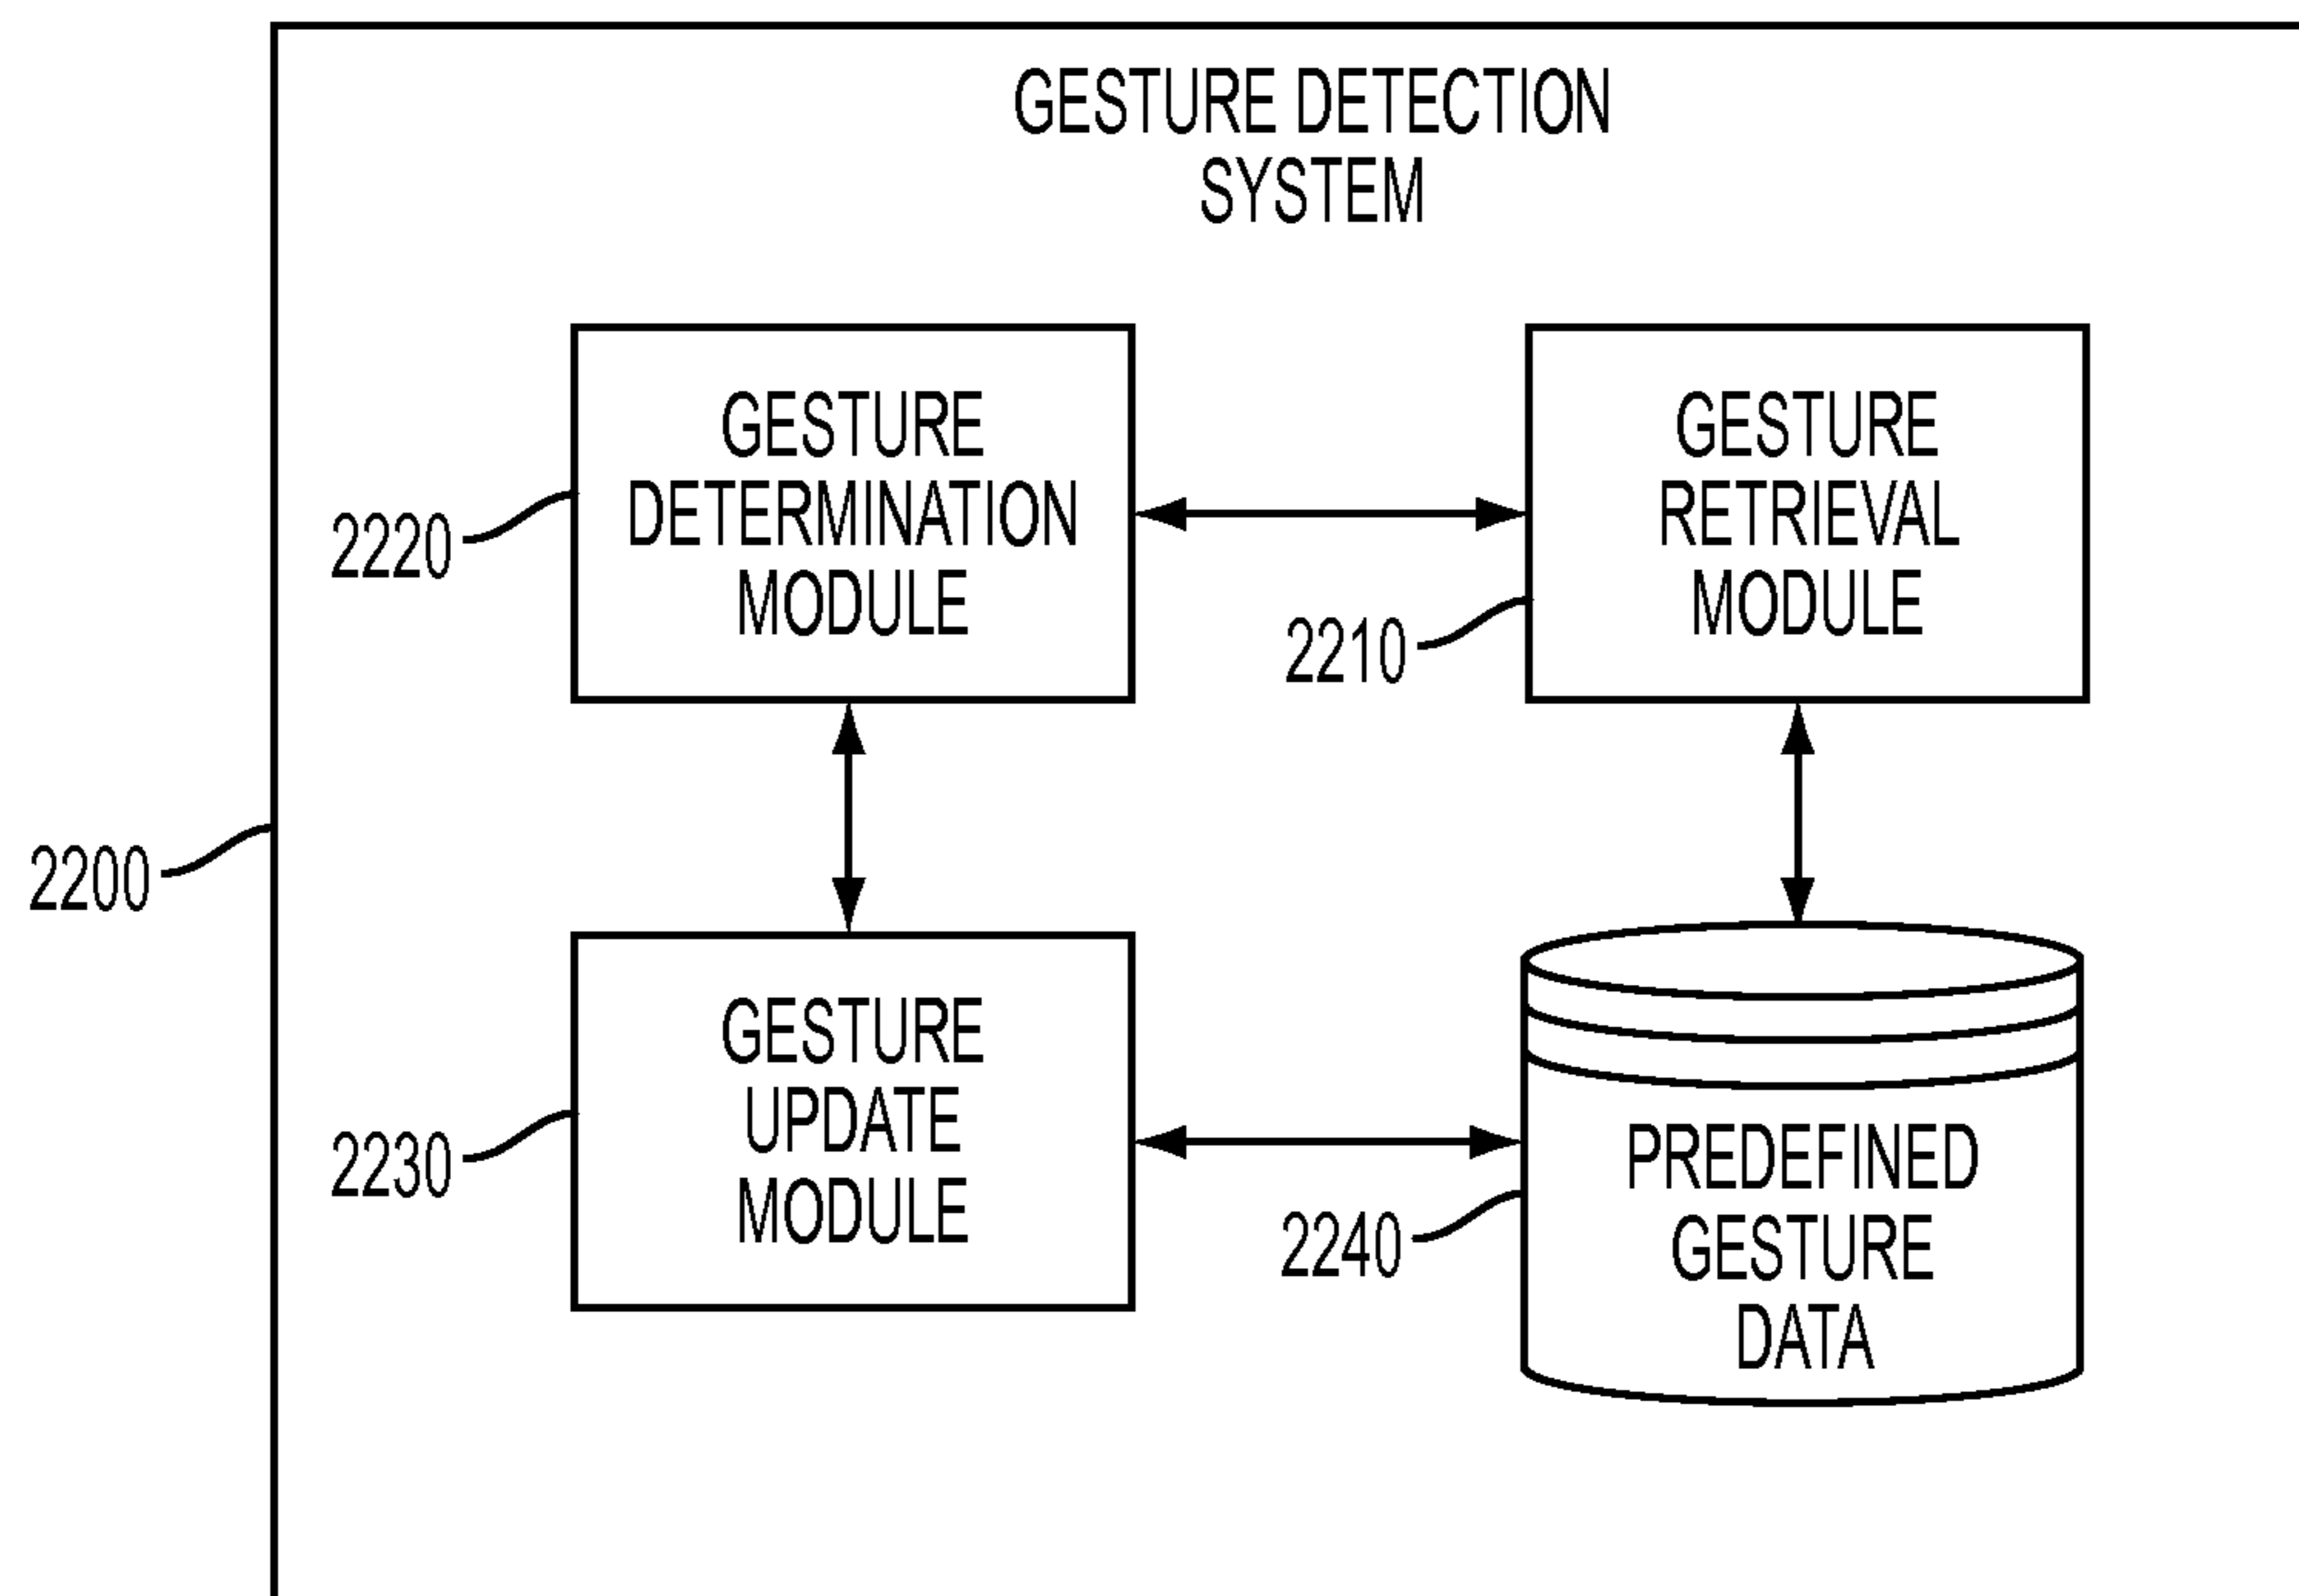 GESTURE DETECTION
SYSTEM
GESTURE
DETERMINATION
MODULE
2220
GESTURE
RETRIEVAL
MODULE
2210
2200
GESTURE
UPDATE
MODULE
2230
PREDEFINED
GESTURE
DATA
2240